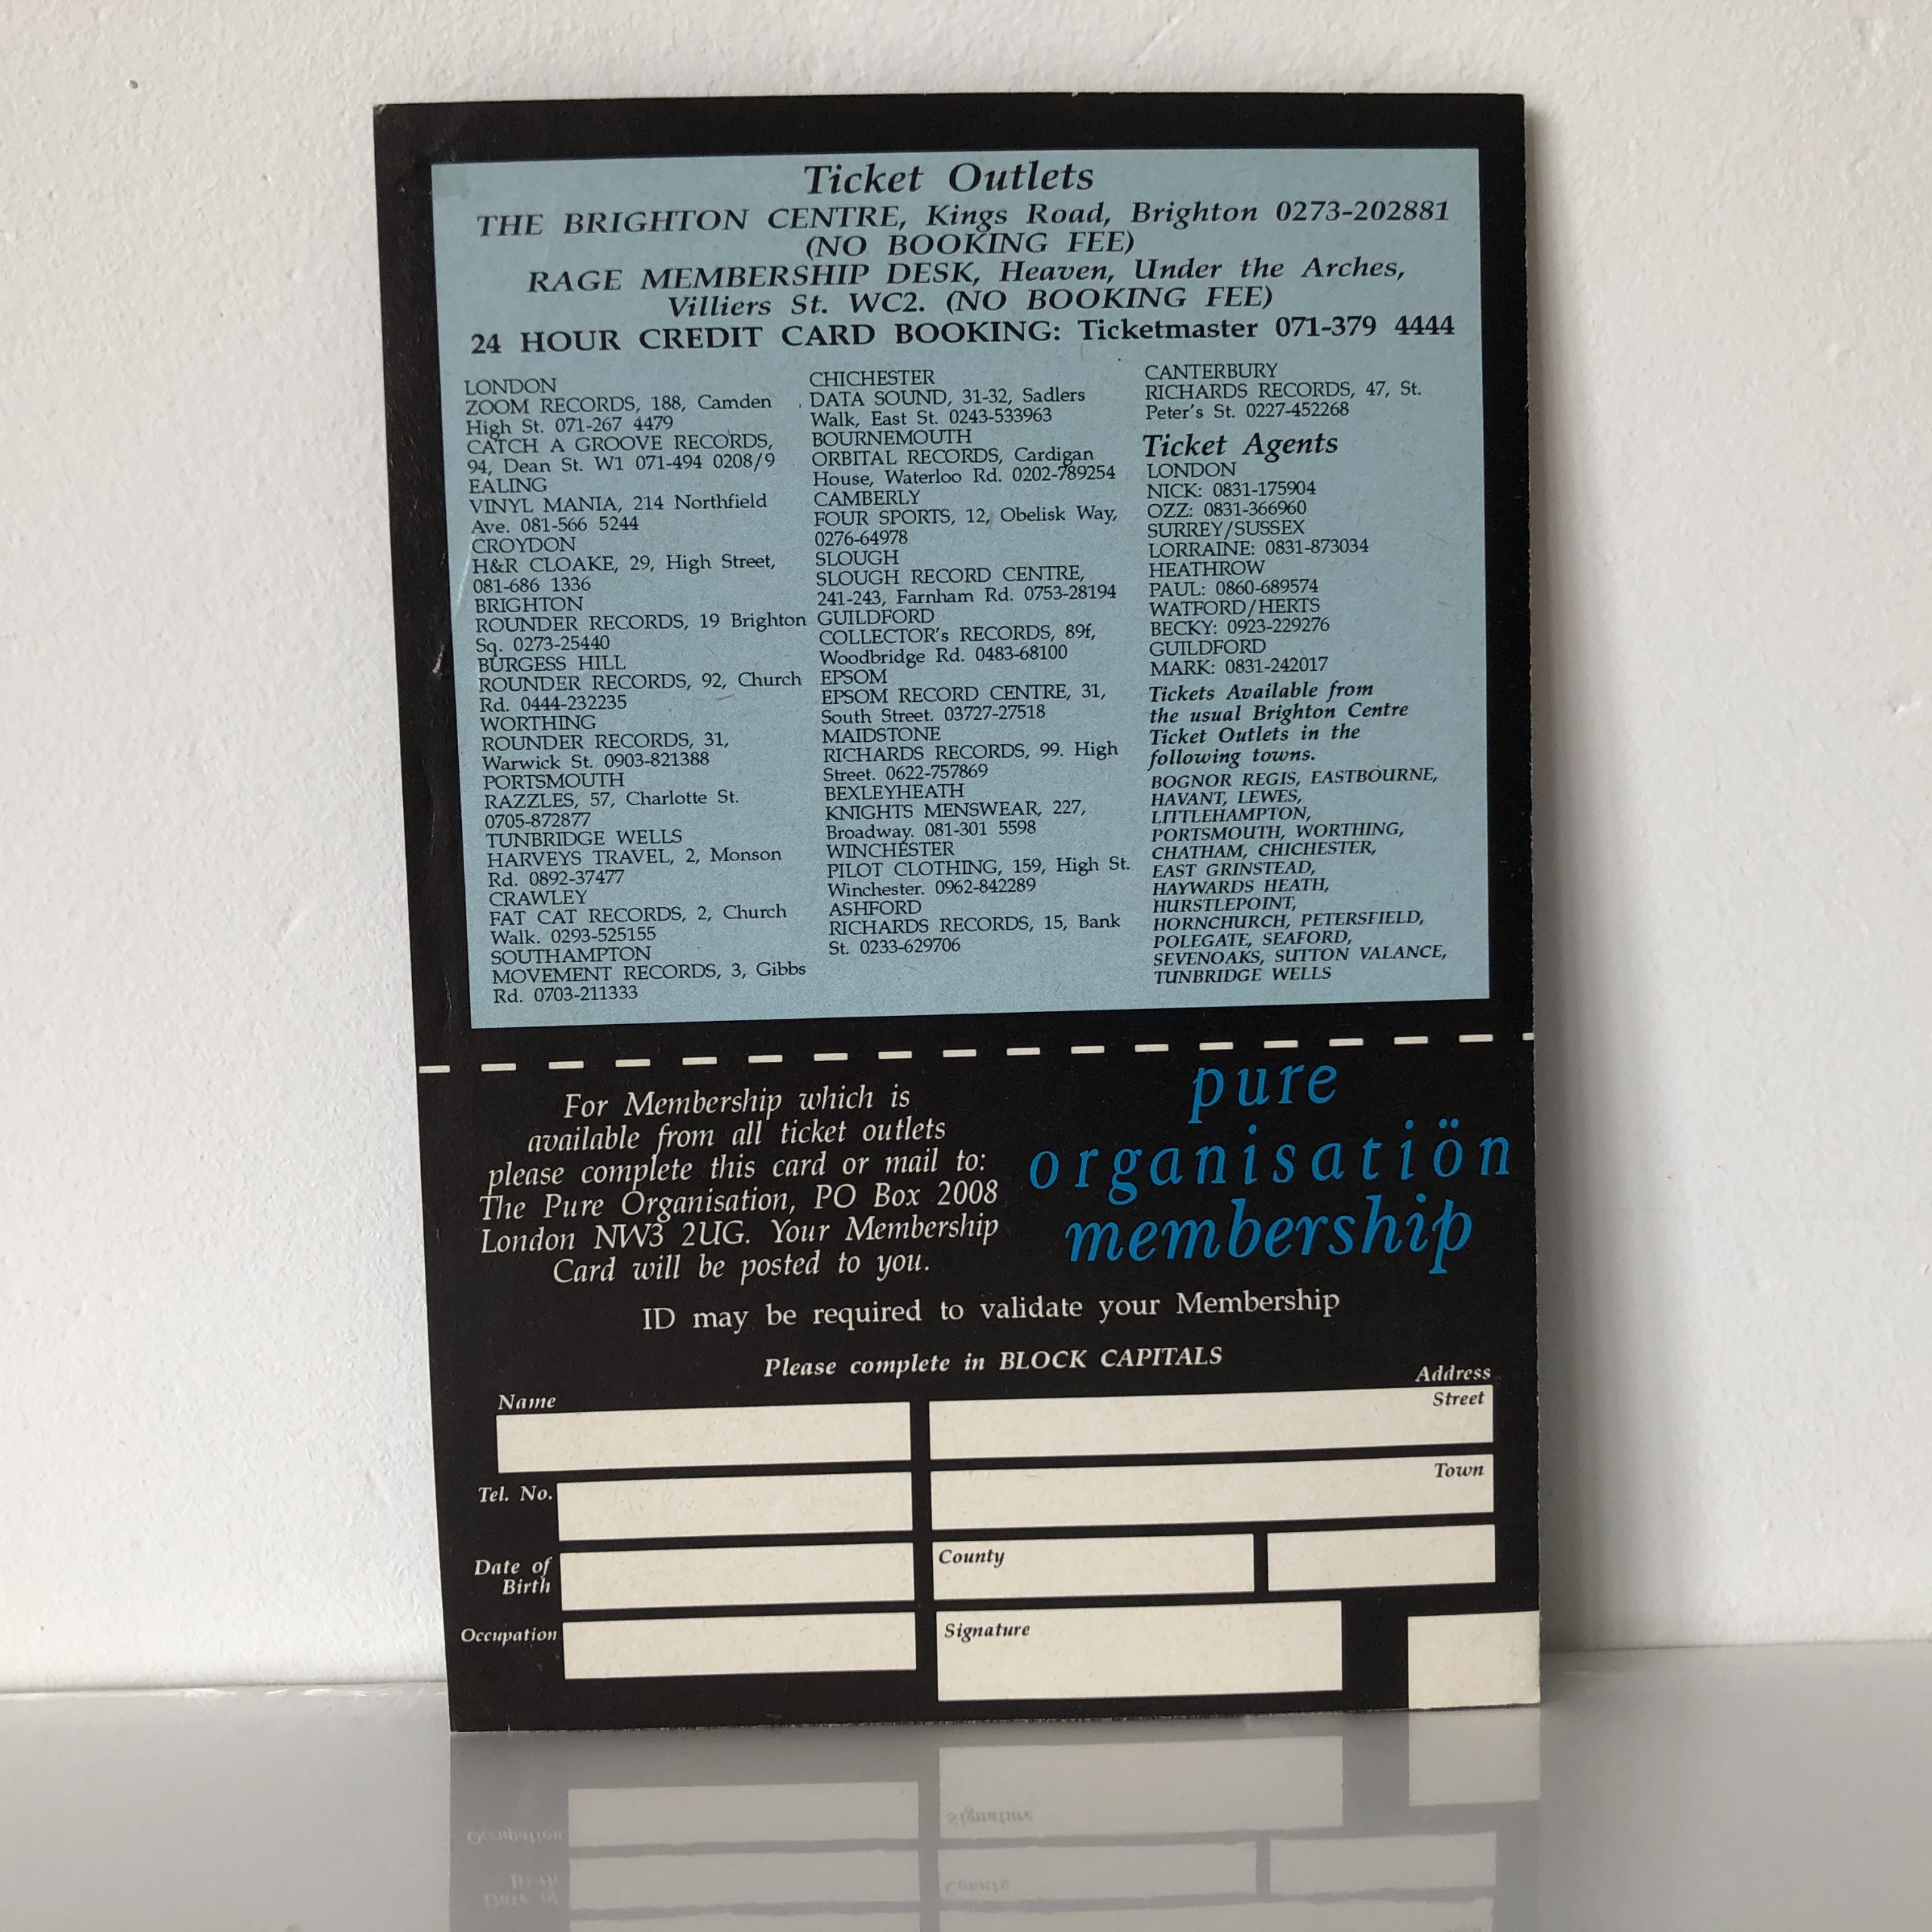 Ticket Outlets
THE BRIGHTON CENTRE, Kings Road, Brighton 0273-202881
(NO BOOKING FEE)
RAGE MEMBERSHIP DESK, Heaven, Under the Arches,
Villiers St. WC2. (NO BOOKING FEE)
24 HOUR CREDIT CARD BOOKING: Ticketmaster 071-379 4444
LONDON
ZOOM RECORDS, 188, Camden
High St. 071-267 4479
CATCH A GROOVE RECORDS,
94, Dean St. W1 071-494 0208/9
EALING
VINYL MANIA, 214 Northfield
Ave. 081-566 5244
CROYDON
H&R CLOAKE, 29, High Street,
081-686 1336
BRIGHTON
ROUNDER RECORDS, 19 Brighton
Sq. 0273-25440
BURGESS HILL
ROUNDER RECORDS, 92, Church
Rd. 0444-232235
WORTHING
ROUNDER RECORDS, 31,
Warwick St. 0903-821388
PORTSMOUTH
RAZZLES, 57, Charlotte St.
0705-872877
TUNBRIDGE WELLS
HARVEYS TRAVEL, 2, Monson
Rd. 0892-37477
CRAWLEY
FAT CAT RECORDS, 2, Church
Walk. 0293-525155
SOUTHAMPTON
MOVEMENT RECORDS, 3, Gibbs
Rd. 0703-211333
CHICHESTER
DATA SOUND, 31-32, Sadlers
Walk, East St. 0243-533963
BOURNEMOUTH
ORBITAL RECORDS, Cardigan
House, Waterloo Rd. 0202-789254
CAMBERLY
FOUR SPORTS, 12, Obelisk Way,
0276-64978
SLOUGH
SLOUGH RECORD CENTRE,
241-243, Farnham Rd. 0753-28194
GUILDFORD
COLLECTOR's RECORDS, 89f,
Woodbridge Rd. 0483-68100
EPSOM
EPSOM RECORD CENTRE, 31,
South Street. 03727-27518
MAIDSTONE
RICHARDS RECORDS, 99. High
Street. 0622-757869
BEXLEYHEATH
KNIGHTS MENSWEAR, 227,
Broadway. 081-301 5598
WINCHESTER
PILOT CLOTHING, 159, High St.
Winchester. 0962-842289
ASHFORD
RICHARDS RECORDS, 15, Bank
St. 0233-629706
CANTERBURY
RICHARDS RECORDS, 47, St.
Peter's St. 0227-452268
Ticket Agents
LONDON
NICK: 0831-175904
OZZ: 0831-366960
SURREY/SUSSEX
LORRAINE: 0831-873034
HEATHROW
PAUL: 0860-689574
WATFORD/HERTS
BECKY: 0923-229276
GUILDFORD
MARK: 0831-242017
Tickets Available from
the usual Brighton Centre
Ticket Outlets in the
following towns.
BOGNOR REGIS, EASTBOURNE,
HAVANT, LEWES,
LITTLEHAMPTON,
PORTSMOUTH, WORTHING,
CHATHAM, CHICHESTER,
EAST GRINSTEAD,
HAYWARDS HEATH,
HURSTLEPOINT,
HORNCHURCH, PETERSFIELD,
POLEGATE, SEAFORD,
SEVENOAKS, SUTTON VALANCE,
TUNBRIDGE WELLS
For Membership which is
available from all ticket outlets
please complete this card or mail to:
The Pure Organisation, PO Box 2008
London NW3 2UG. Your Membership
Card will be posted to you.
pure
organisatiön
membership
ID may be required to validate your Membership
Please complete in BLOCK CAPITALS
Name
Address
Street
Tel. No.
Town
Date of
Birth
County
Occupation
Signature